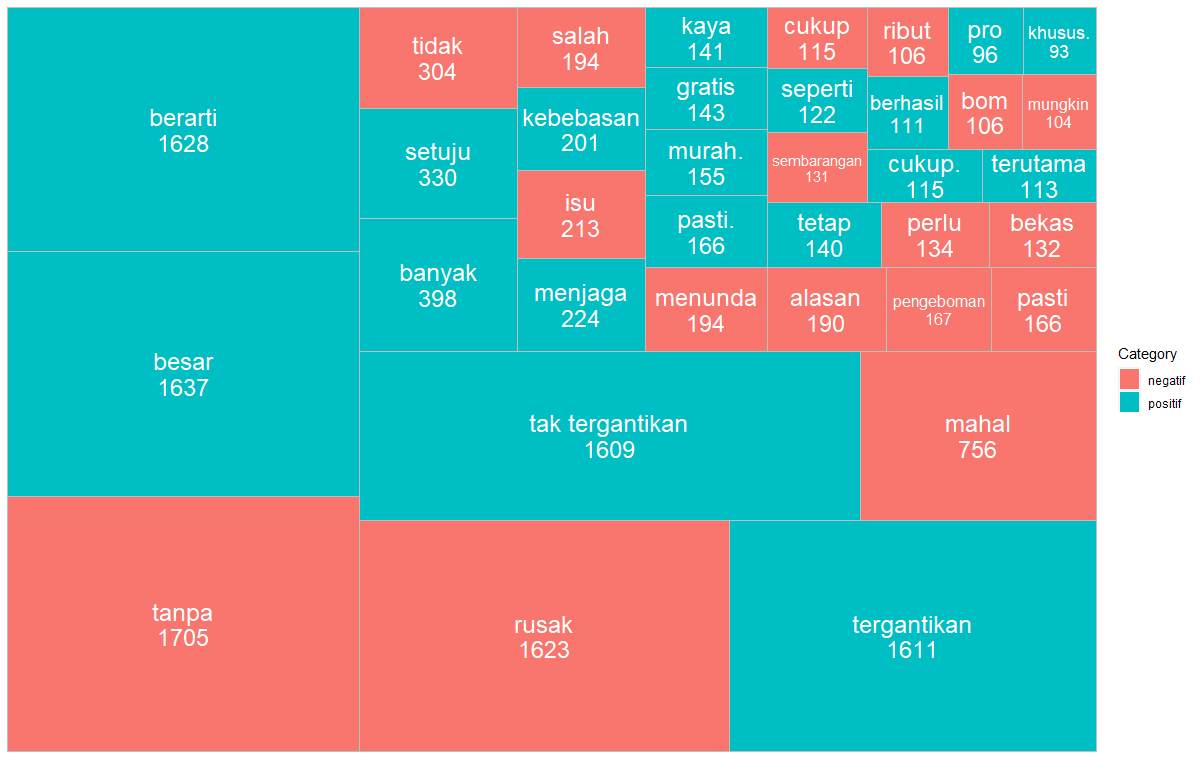 berarti
1628
besar
1637
tanpa
1705
tidak
304
setuju
330
banyak
398
salah
194
kebebasan
201
isu
213
menjaga
224
kaya
141
gratis
143
murah.
155
pasti.
166
menunda
194
cukup
115
seperti
122
sembarangan
131
tetap
140
alasan
190
ribut
106
berhasil
111
cukup.
115
perlu
134
pengeboman
167
pro
96
bom
106
khusus.
93
mungkin
104
terutama
113
bekas
132
pasti
166
tak tergantikan
1609
mahal
756
rusak
1623
tergantikan
1611
Category
negatif
positif